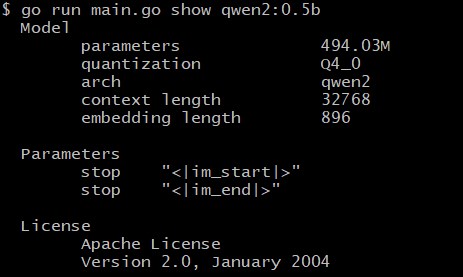 $ go run main.go show qwen2:0.5b
Model
parameters 494.03M
quantization Q4_0
arch qwen2
context length 32768
embedding length 896
Parameters
stop "<|im_start|>"
stop "<|im_end|>"
License
Apache License
Version 2.0, January 2004